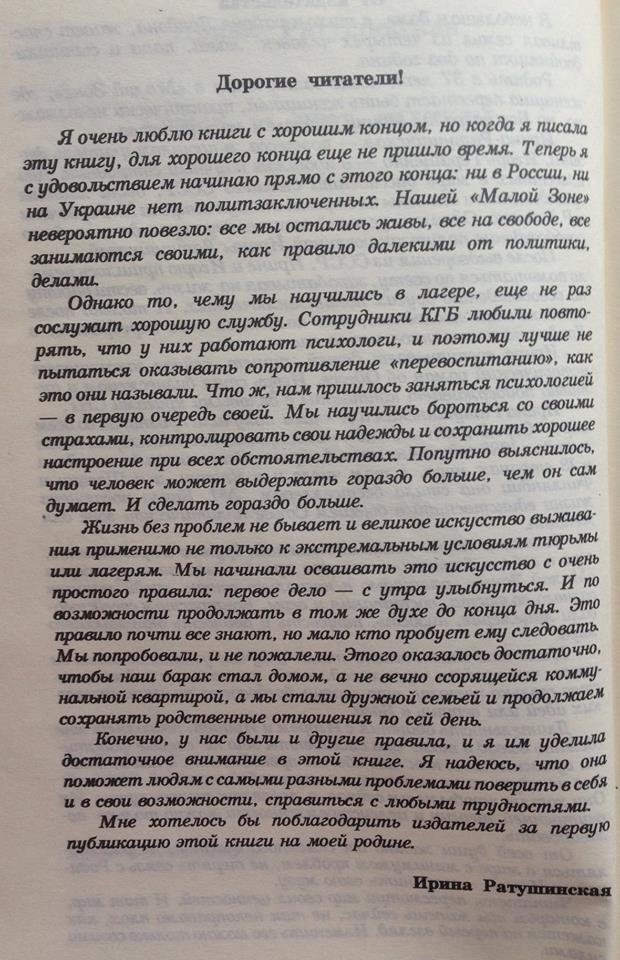 Дорогие читатели!
Я очень люблю книги с хорошим концом, но когда я писала
эту книгу, для хорошего конца еще не пришло время. Теперь я
с удовольствием начинаю прямо с этого конца: ни в России, ни
на Украине нет политзаключенных. Нашей «Малой Зоне»
невероятно повезло: все мы остались живы, все на свободе, все
занимаются своими, как правило далекими от политики,
делами.
Однако то, чему мы научились в лагере, еще не раз
сослужит хорошую службу. Сотрудники КГБ любили повто-
рять, что у них работают психологи, и поэтому лучше не
пытаться оказывать сопротивление «перевоспитанию», как
это они называли. Что ж, нам пришлось заняться психологией
— в первую очередь своей. Мы научились бороться со своими
страхами, контролировать свои надежды и сохранить хорошее
настроение при всех обстоятельствах. Попутно выяснилось,
что человек может выдержать гораздо больше, чем он сам
думает. И сделать гораздо больше.
Жизнь без проблем не бывает и великое искусство выжива-
ния применимо не только к экстремальным условиям тюрьмы
или лагерям. Мы начинали осваивать это искусство с очень
простого правила: первое дело — с утра улыбнуться. И по
возможности продолжать в том же духе до конца дня. Это
правило почти все знают, но мало кто пробует ему следовать.
Мы попробовали, и не пожалели. Этого оказалось достаточно,
чтобы наш барак стал домом, а не вечно ссорящейся комму-
нальной квартирой, а мы стали дружной семьей и продолжаем
сохранять родственные отношения по сей день.
Конечно, у нас были и другие правила, и я им уделила
достаточное внимание в этой книге. Я надеюсь, что она
поможет людям с самыми разными проблемами поверить в себя
и в свои возможности, справиться с любыми трудностями.
Мне хотелось бы поблагодарить издателей за первую
публикацию этой книги на моей родине.
Ирина Ратушинская